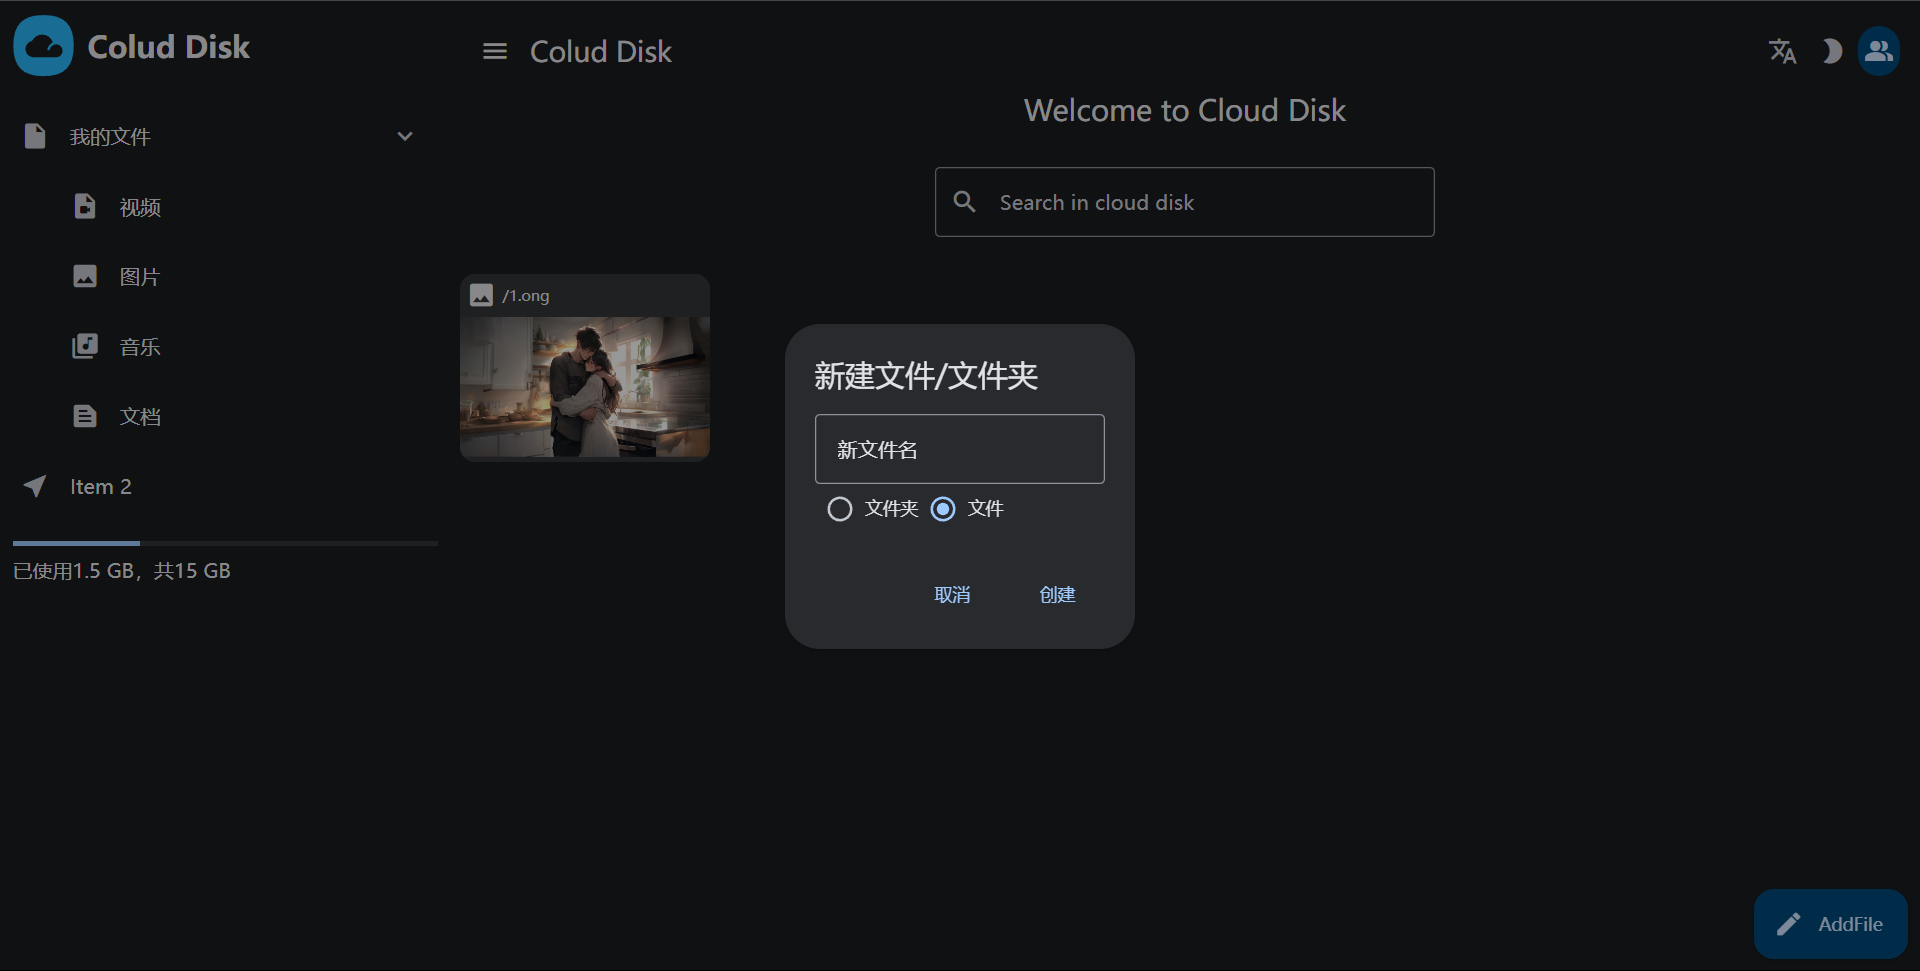 Colud Disk
Colud Disk
Welcome to Cloud Disk
Search in cloud disk
我的文件
视频
图片
音乐
文档
Item 2
已使用1.5 GB，共15 GB
/1.ong
新建文件/文件夹
新文件名
文件夹 文件
取消 创建
AddFile